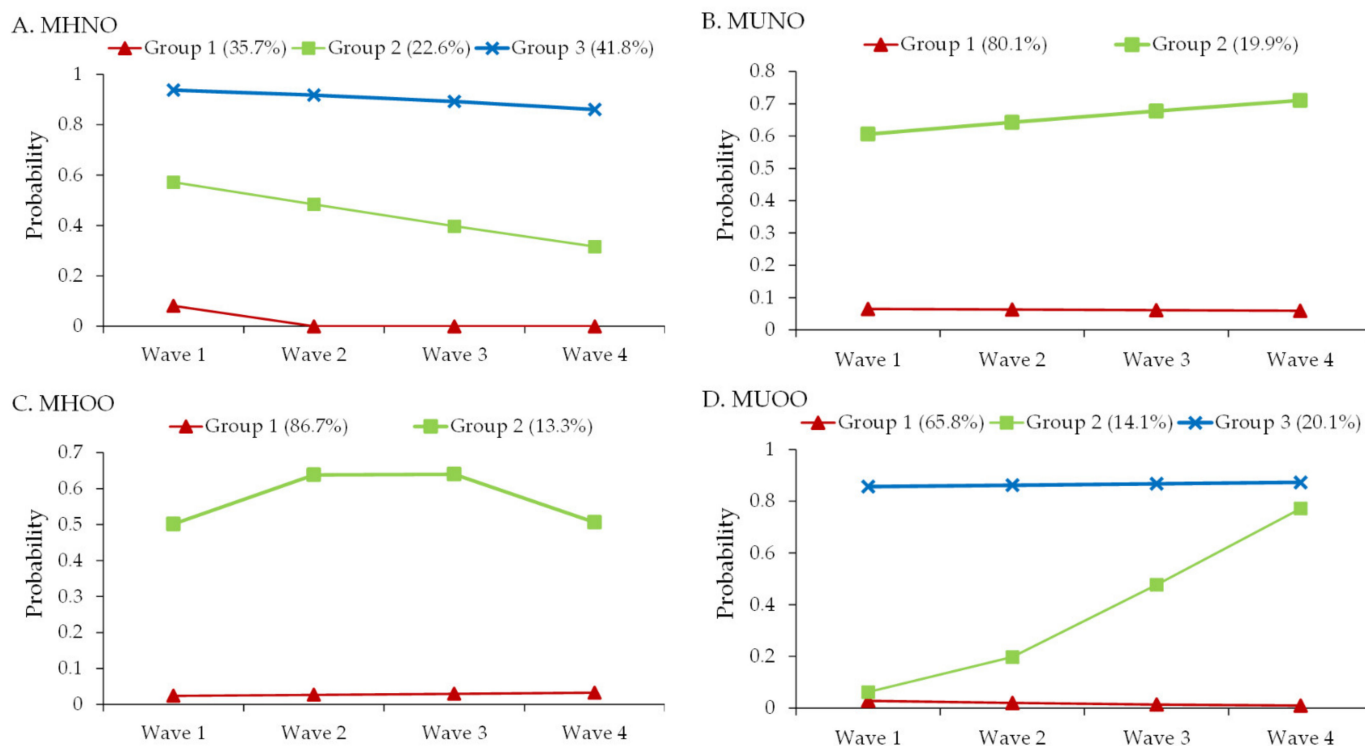 A. MHNO
Group 1 (35.7%) Group 2 (22.6%) Group 3 (41.8%)
Probability
1
0.8
0.6
0.4
0.2
0
Wave 1 Wave 2 Wave 3 Wave 4
B. MUNO
Group 1 (80.1%) Group 2 (19.9%)
Probability
0.8
0.7
0.6
0.5
0.4
0.3
0.2
0.1
0
Wave 1 Wave 2 Wave 3 Wave 4
C. MHOO
Group 1 (86.7%) Group 2 (13.3%)
Probability
0.7
0.6
0.5
0.4
0.3
0.2
0.1
0
Wave 1 Wave 2 Wave 3 Wave 4
D. MUOO
Group 1 (65.8%) Group 2 (14.1%) Group 3 (20.1%)
Probability
1
0.8
0.6
0.4
0.2
0
Wave 1 Wave 2 Wave 3 Wave 4